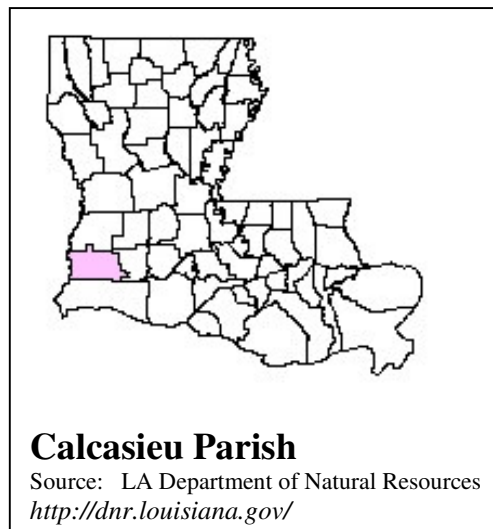 Calcasieu Parish
Source: LA Department of Natural Resources
http://dnr.louisiana.gov/